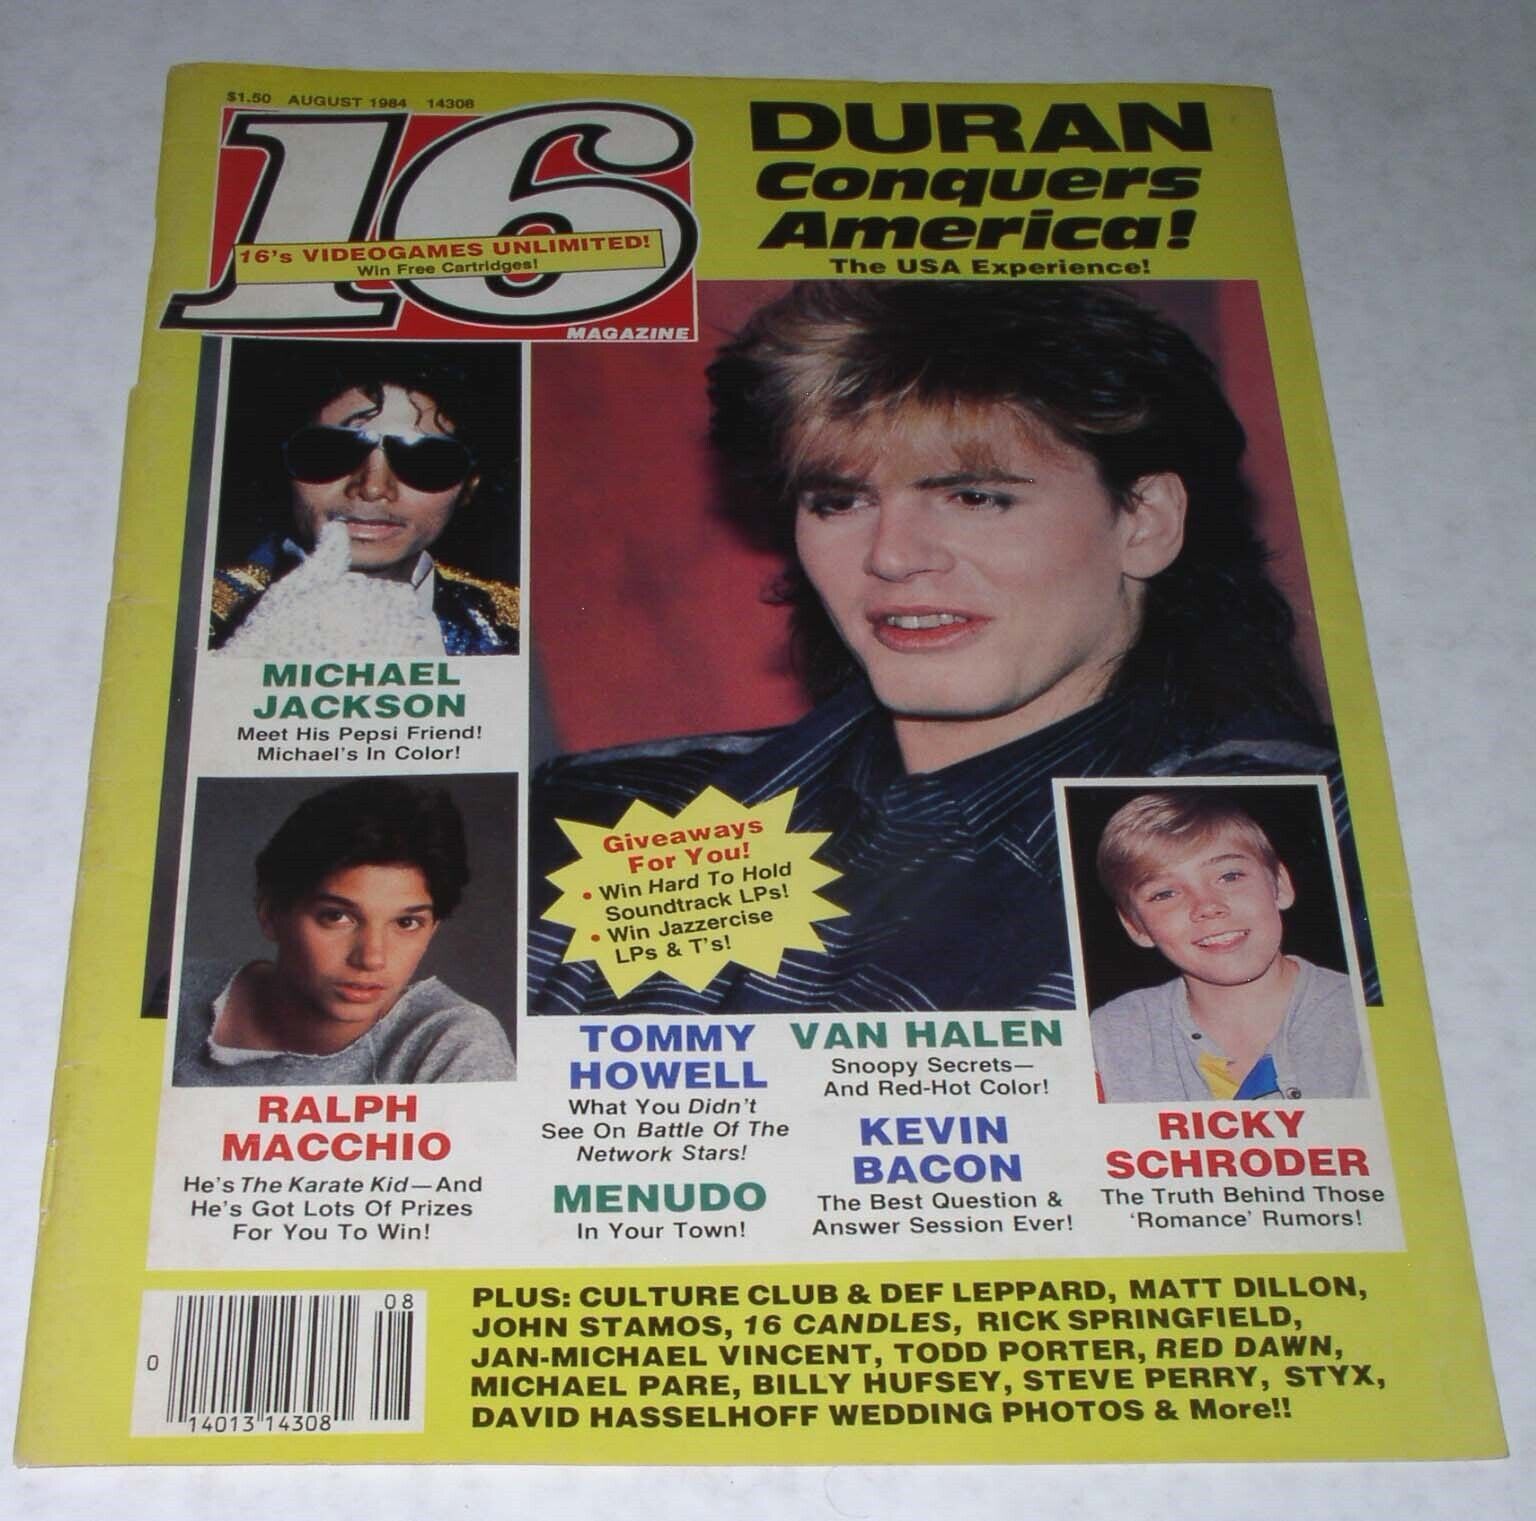 $1.50 AUGUST 1984 14308
16
16's VIDEOGAMES UNLIMITED!
Win Free Cartridges!
MAGAZINE
DURAN
Conquers
America!
The USA Experience!
MICHAEL
JACKSON
Meet His Pepsi Friend!
Michael's In Color!
Giveaways
For You!
• Win Hard To Hold
Soundtrack LPs!
• Win Jazzercise
LPs & T's!
RALPH
MACCHIO
He's The Karate Kid—And
He's Got Lots Of Prizes
For You To Win!
TOMMY
HOWELL
What You Didn't
See On Battle Of The
Network Stars!
MENUDO
In Your Town!
VAN HALEN
Snoopy Secrets—
And Red-Hot Color!
KEVIN
BACON
The Best Question &
Answer Session Ever!
RICKY
SCHRODER
The Truth Behind Those
'Romance' Rumors!
PLUS: CULTURE CLUB & DEF LEPPARD, MATT DILLON,
JOHN STAMOS, 16 CANDLES, RICK SPRINGFIELD,
JAN-MICHAEL VINCENT, TODD PORTER, RED DAWN,
MICHAEL PARE, BILLY HUFSEY, STEVE PERRY, STYX,
DAVID HASSELHOFF WEDDING PHOTOS & More!!
08
0
14013 14308